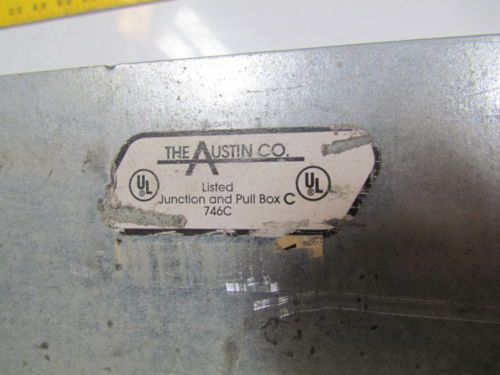 THE AUSTIN CO.
UL Listed UL
Junction and Pull Box C
746C